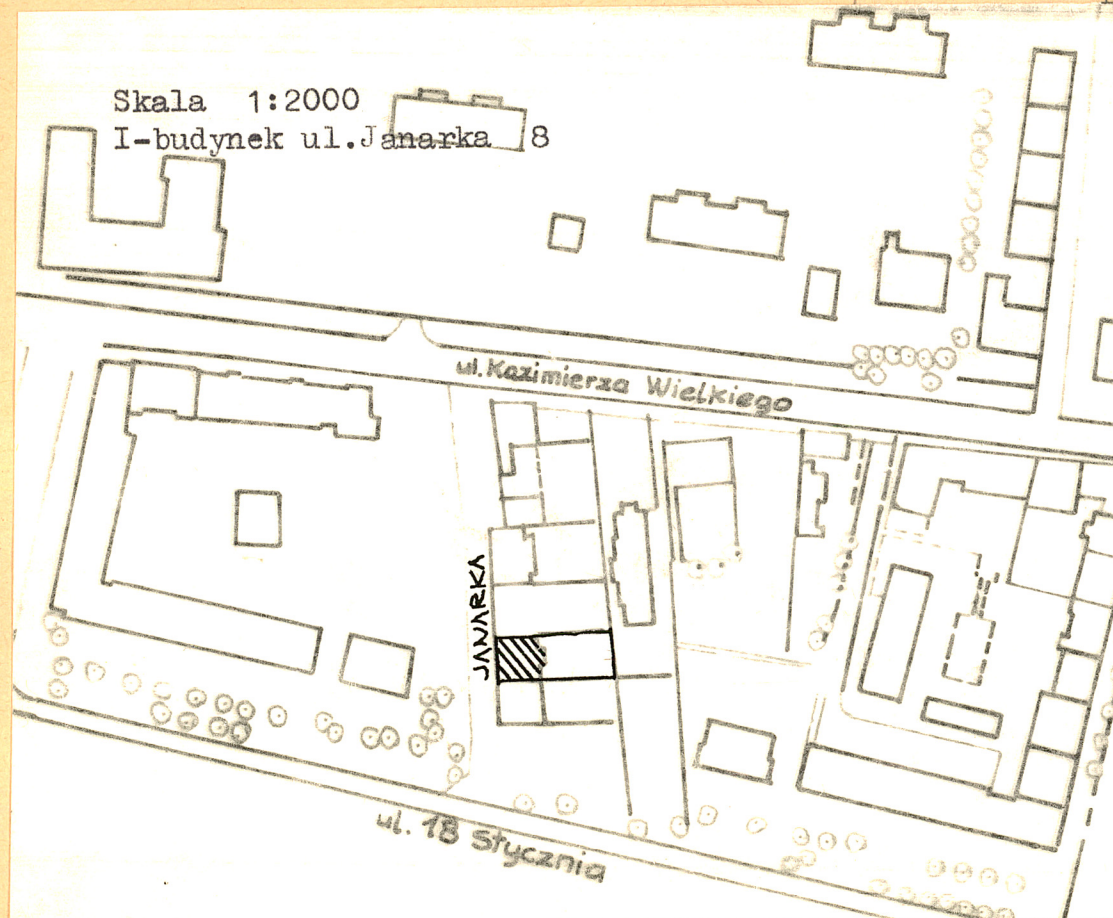 Skala 1:2000
I-budynek ul.Janarka 8
ul. Kazimierza Wielkiego
JANARKA
ul. 18 Stycznia